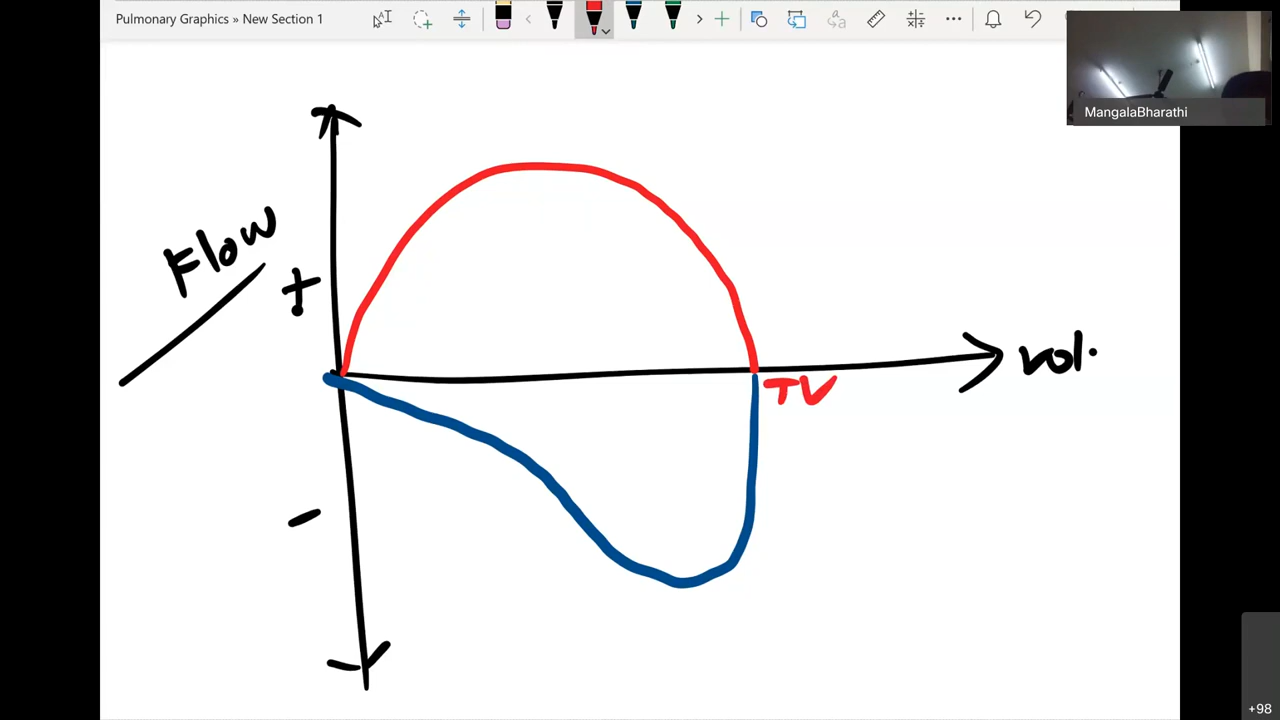 Pulmonary Graphics » New Section 1
MangalaBharathi
Flow
+
vol.
TV
-
+98